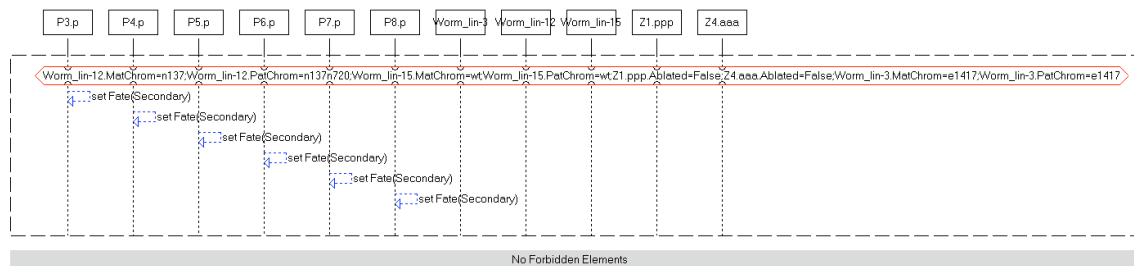 P3.p P4.p P5.p P6.p P7.p P8.p Worm_lin-3 Worm_lin-12 Worm_lin-15 Z1.ppp Z4.aaa
Worm_lin-12.MatChrom=n137;Worm_lin-12.PatChrom=n137n720;Worm_lin-15.MatChrom=wt;Worm_lin-15.PatChrom=wt;Z1.ppp.Ablated=False;Z4.aaa.Ablated=False;Worm_lin-3.MatChrom=e1417;Worm_lin-3.PatChrom=e1417
set Fate(Secondary)
set Fate(Secondary)
set Fate(Secondary)
set Fate(Secondary)
set Fate(Secondary)
set Fate(Secondary)
No Forbidden Elements